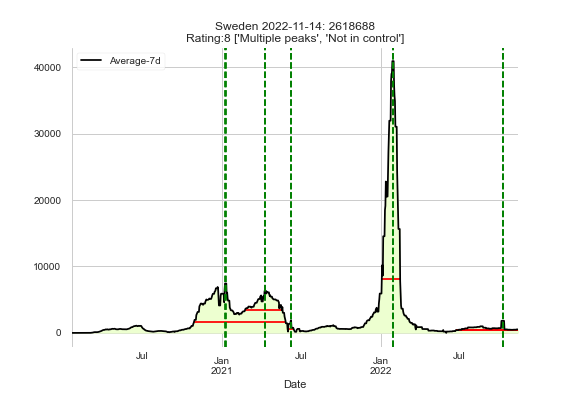 Sweden 2022-11-14: 2618688
Rating:8 ['Multiple peaks', 'Not in control']
Average-7d
40000
30000
20000
10000
0
Jul
Jan
2021
Jul
Jan
2022
Jul
Date